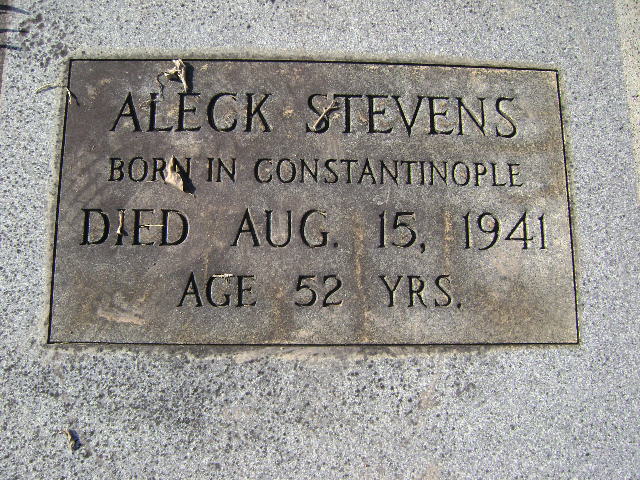 ALECK STEVENS
BORN IN CONSTANTINOPLE
DIED AUG. 15, 1941
AGE 52 YRS.